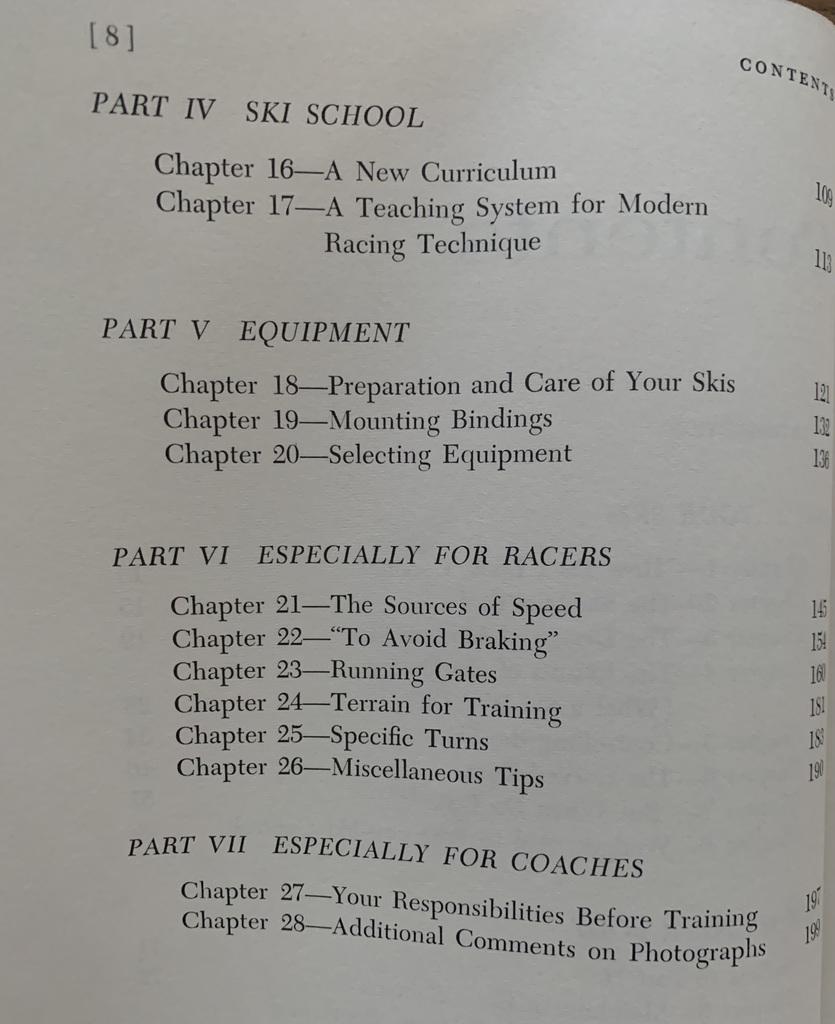 [8]
CONTENTS
PART IV SKI SCHOOL
Chapter 16—A New Curriculum 109
Chapter 17—A Teaching System for Modern
Racing Technique 113
PART V EQUIPMENT
Chapter 18—Preparation and Care of Your Skis 121
Chapter 19—Mounting Bindings 132
Chapter 20—Selecting Equipment 136
PART VI ESPECIALLY FOR RACERS
Chapter 21—The Sources of Speed 145
Chapter 22—“To Avoid Braking” 154
Chapter 23—Running Gates 160
Chapter 24—Terrain for Training 181
Chapter 25—Specific Turns 183
Chapter 26—Miscellaneous Tips 190
PART VII ESPECIALLY FOR COACHES
Chapter 27—Your Responsibilities Before Training 197
Chapter 28—Additional Comments on Photographs 199